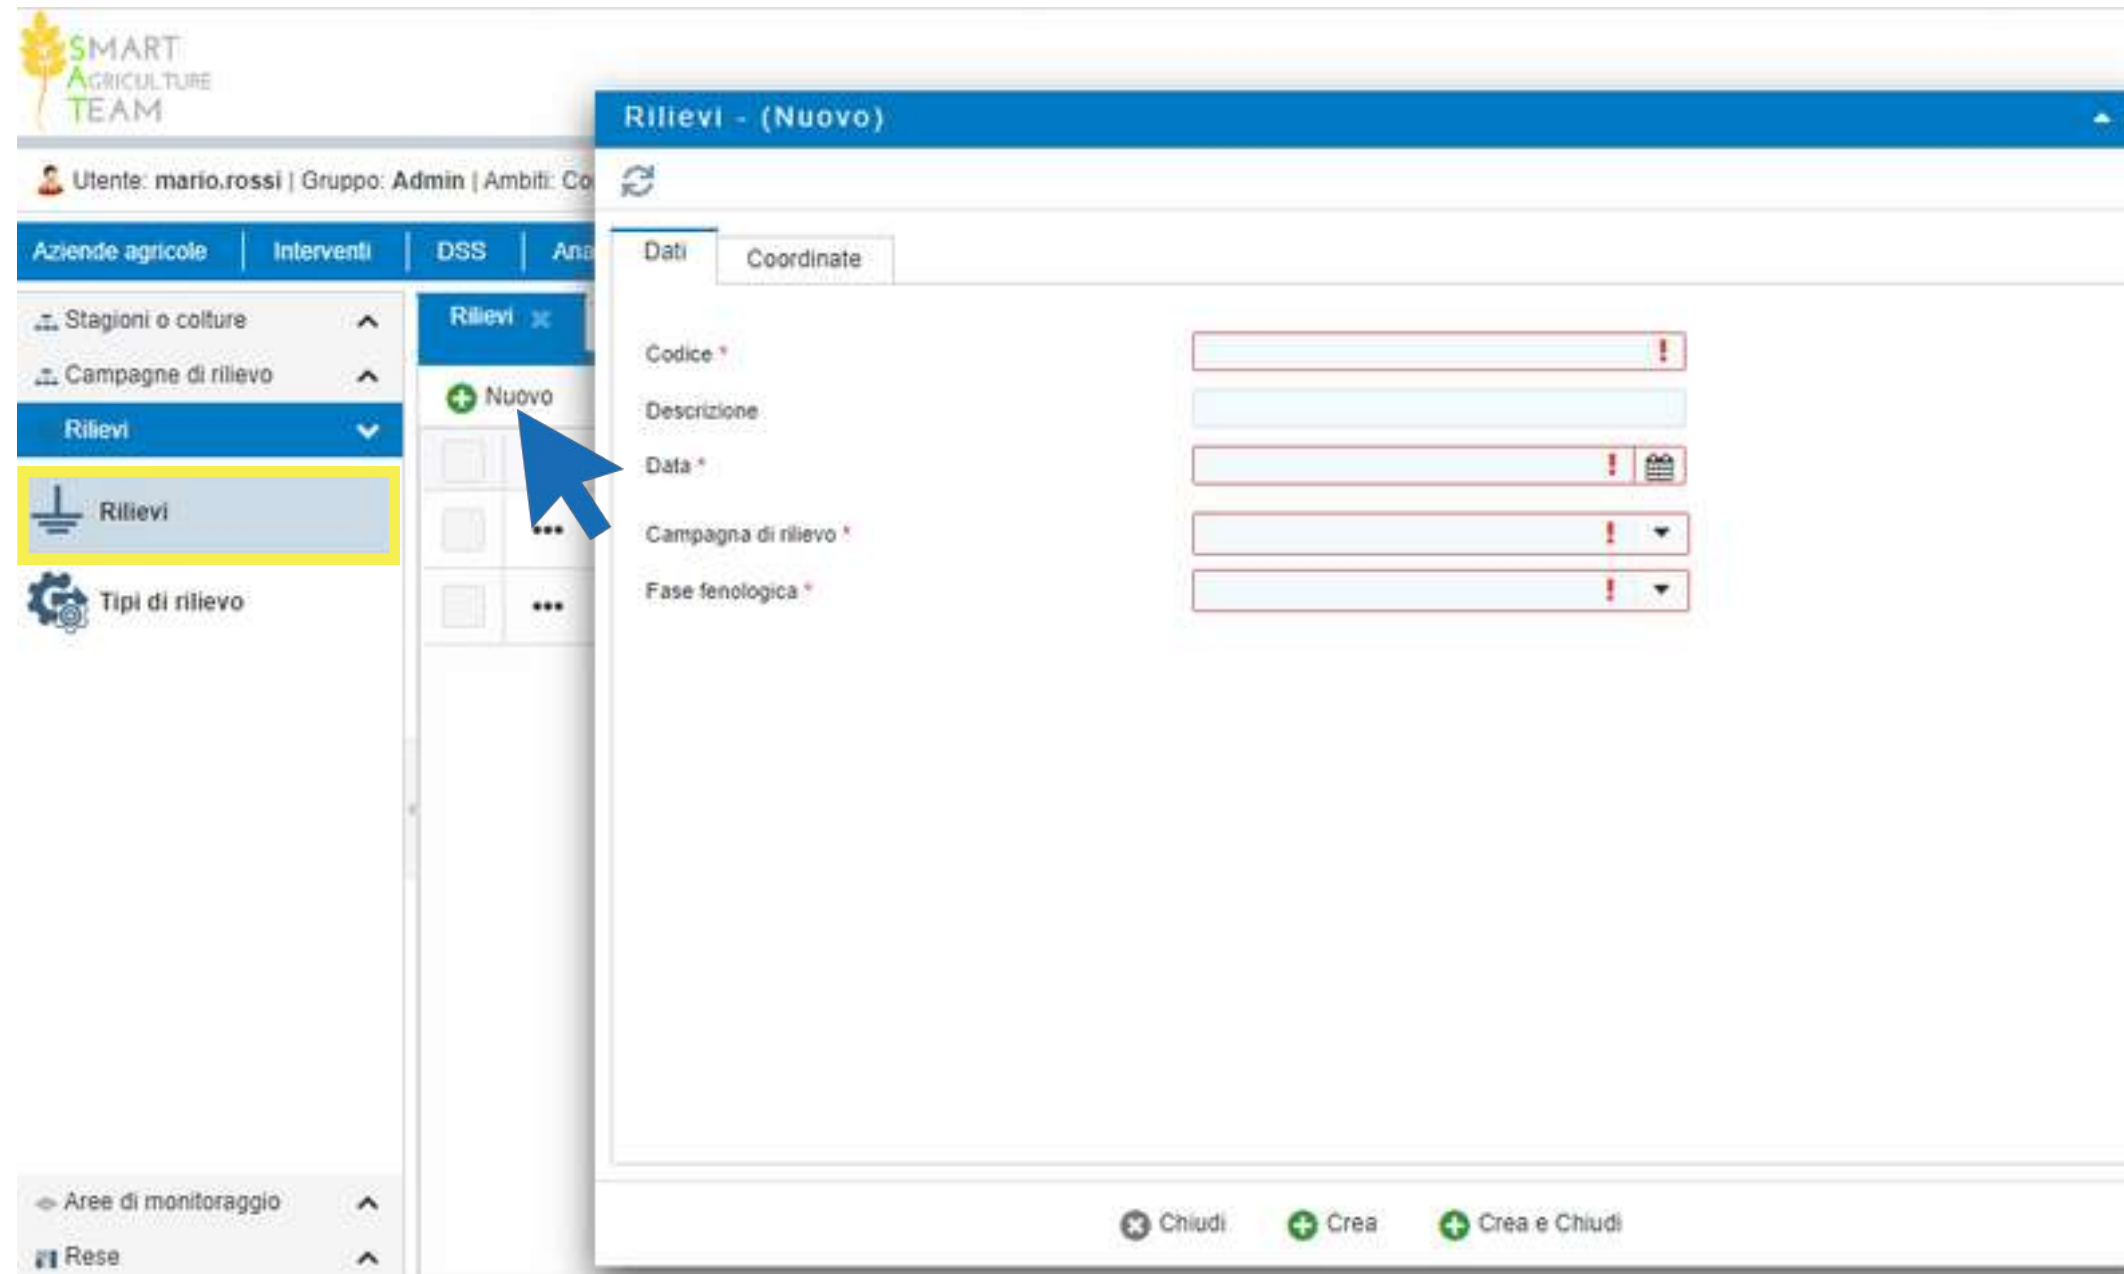 SMART
AGRICULTURE
TEAM
Utente: mario.rossi | Gruppo: Admin | Ambiti: Co
Aziende agricole
Interventi
DSS
Ana
Stagioni o colture
Campagne di rilievo
Rilievi
Rilievi
Tipi di rilievo
Aree di monitoraggio
Rese
Rilievi
Nuovo
•••
•••
Rilievi - (Nuovo)
Dati
Coordinate
Codice *
Descrizione
Data *
Campagna di rilievo *
Fase fenologica *
Chiudi
Crea
Crea e Chiudi